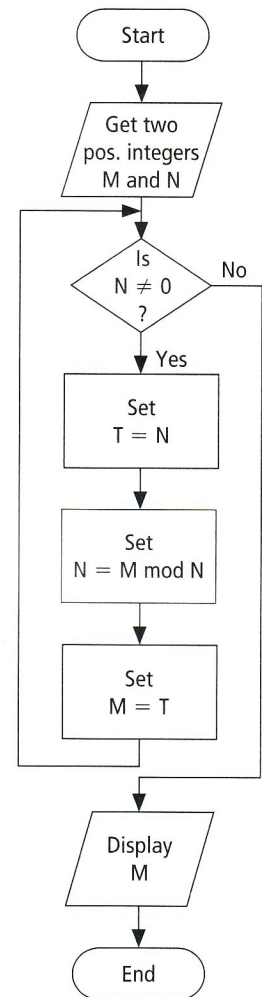 Start
Get two
pos. integers
M and N
Is
N ≠ 0
?
No
Yes
Set
T = N
Set
N = M mod N
Set
M = T
Display
M
End